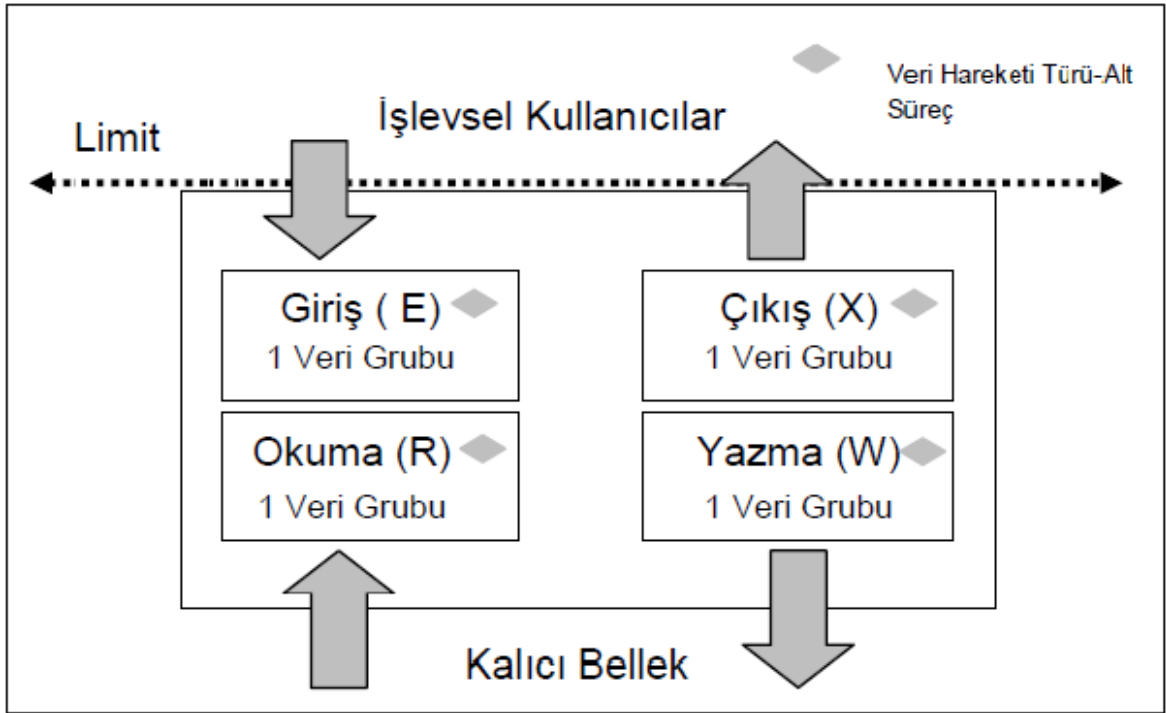 Veri Hareketi Türü-Alt
Süreç
İşlevsel Kullanıcılar
Limit
Giriş ( E)
1 Veri Grubu
Çıkış (X)
1 Veri Grubu
Okuma (R)
1 Veri Grubu
Yazma (W)
1 Veri Grubu
Kalıcı Bellek